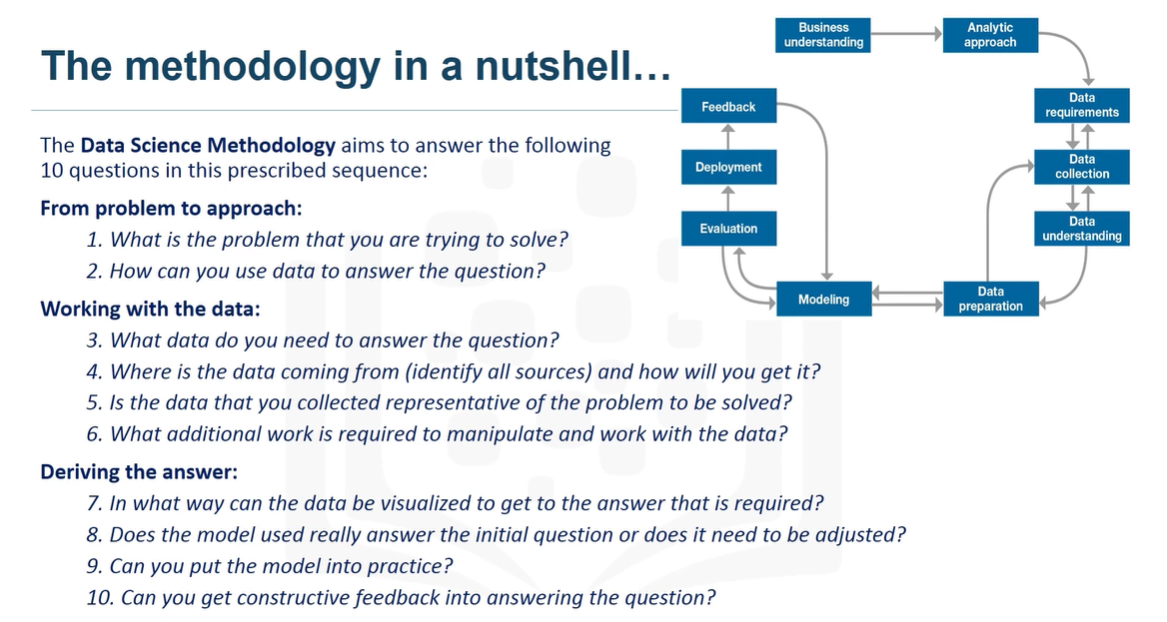 The methodology in a nutshell...
The Data Science Methodology aims to answer the following
10 questions in this prescribed sequence:
From problem to approach:
1. What is the problem that you are trying to solve?
2. How can you use data to answer the question?
Working with the data:
3. What data do you need to answer the question?
4. Where is the data coming from (identify all sources) and how will you get it?
5. Is the data that you collected representative of the problem to be solved?
6. What additional work is required to manipulate and work with the data?
Deriving the answer:
7. In what way can the data be visualized to get to the answer that is required?
8. Does the model used really answer the initial question or does it need to be adjusted?
9. Can you put the model into practice?
10. Can you get constructive feedback into answering the question?
Business
understanding
Analytic
approach
Data
requirements
Data
collection
Data
understanding
Data
preparation
Modeling
Evaluation
Deployment
Feedback